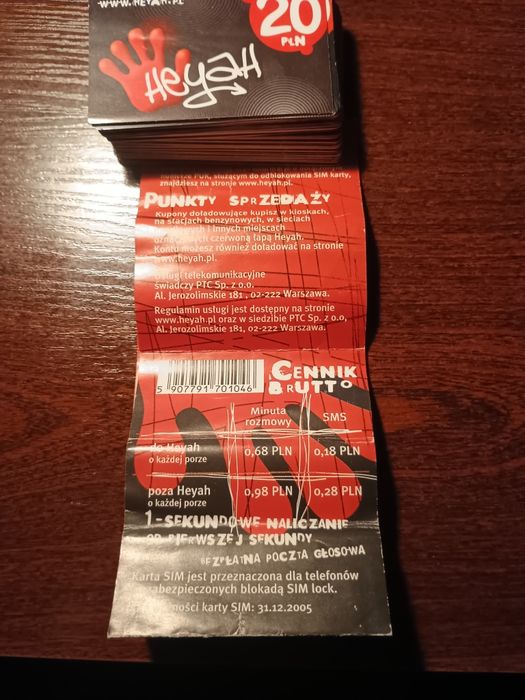 www.heyah.pl
20
PLN
Heyah
numerze PUK, służącym do odblokowania SIM karty,
znajdziesz na stronie www.heyah.pl.
PUNKTY SPRZEDAŻY
Kupony doładowujące kupisz w kioskach,
na stacjach benzynowych, w sieciach
i innych miejscach
oznaczonych czerwoną łapą Heyah.
Konto możesz również doładować na stronie
www.heyah.pl.
Usługi telekomunikacyjne
świadczy PTC Sp. z o.o.
Al. Jerozolimskie 181, 02-222 Warszawa.
Regulamin usługi jest dostępny na stronie
www.heyah.pl oraz w siedzibie PTC Sp. z o.o,
Al. Jerozolimskie 181, 02-222 Warszawa.
5 907791 701046
CENNIK
BRUTTO
Minuta
rozmowy
SMS
do Heyah
o każdej porze
0,68 PLN
0,18 PLN
poza Heyah
o każdej porze
0,98 PLN
0,28 PLN
1-SEKUNDOWE NALICZANIE
OD PIERWSZEJ SEKUNDY
BEZPŁATNA POCZTA GŁOSOWA
Karta SIM jest przeznaczona dla telefonów
zabezpieczonych blokadą SIM lock.
ważności karty SIM: 31.12.2005